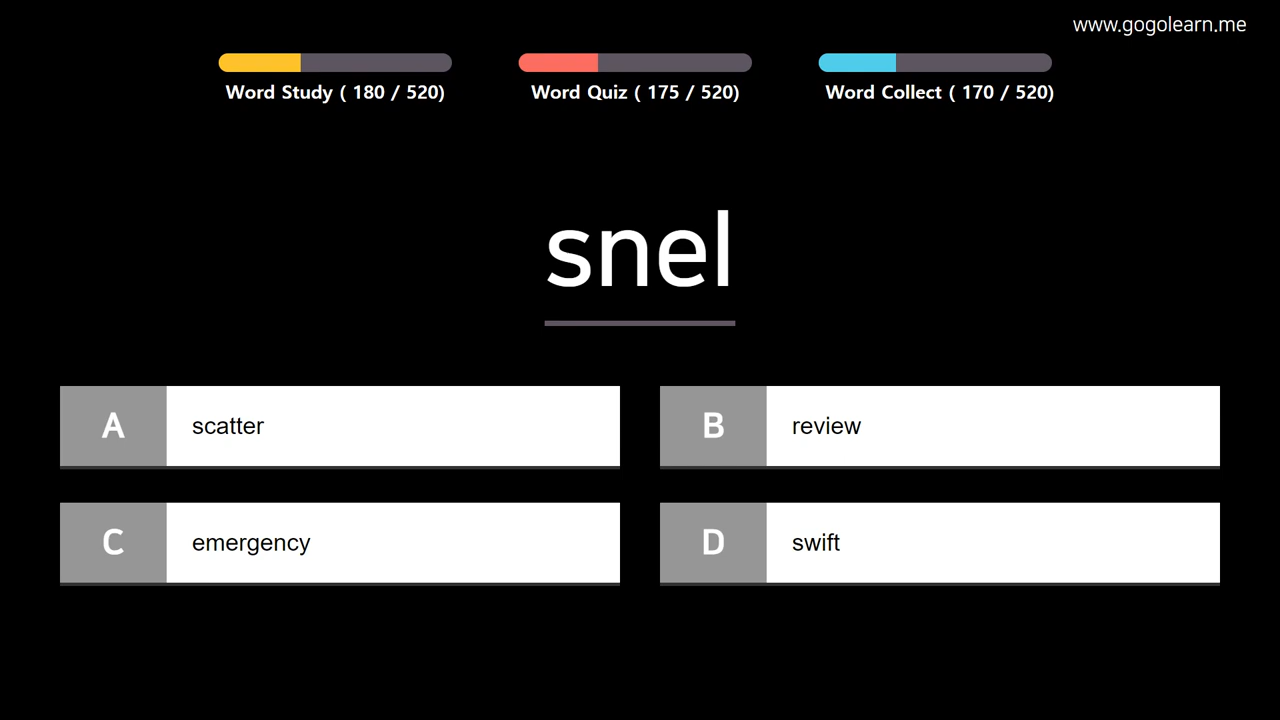 www.gogolearn.me
Word Study ( 180 / 520)
Word Quiz ( 175 / 520)
Word Collect ( 170 / 520)
snel
A scatter
B review
C emergency
D swift